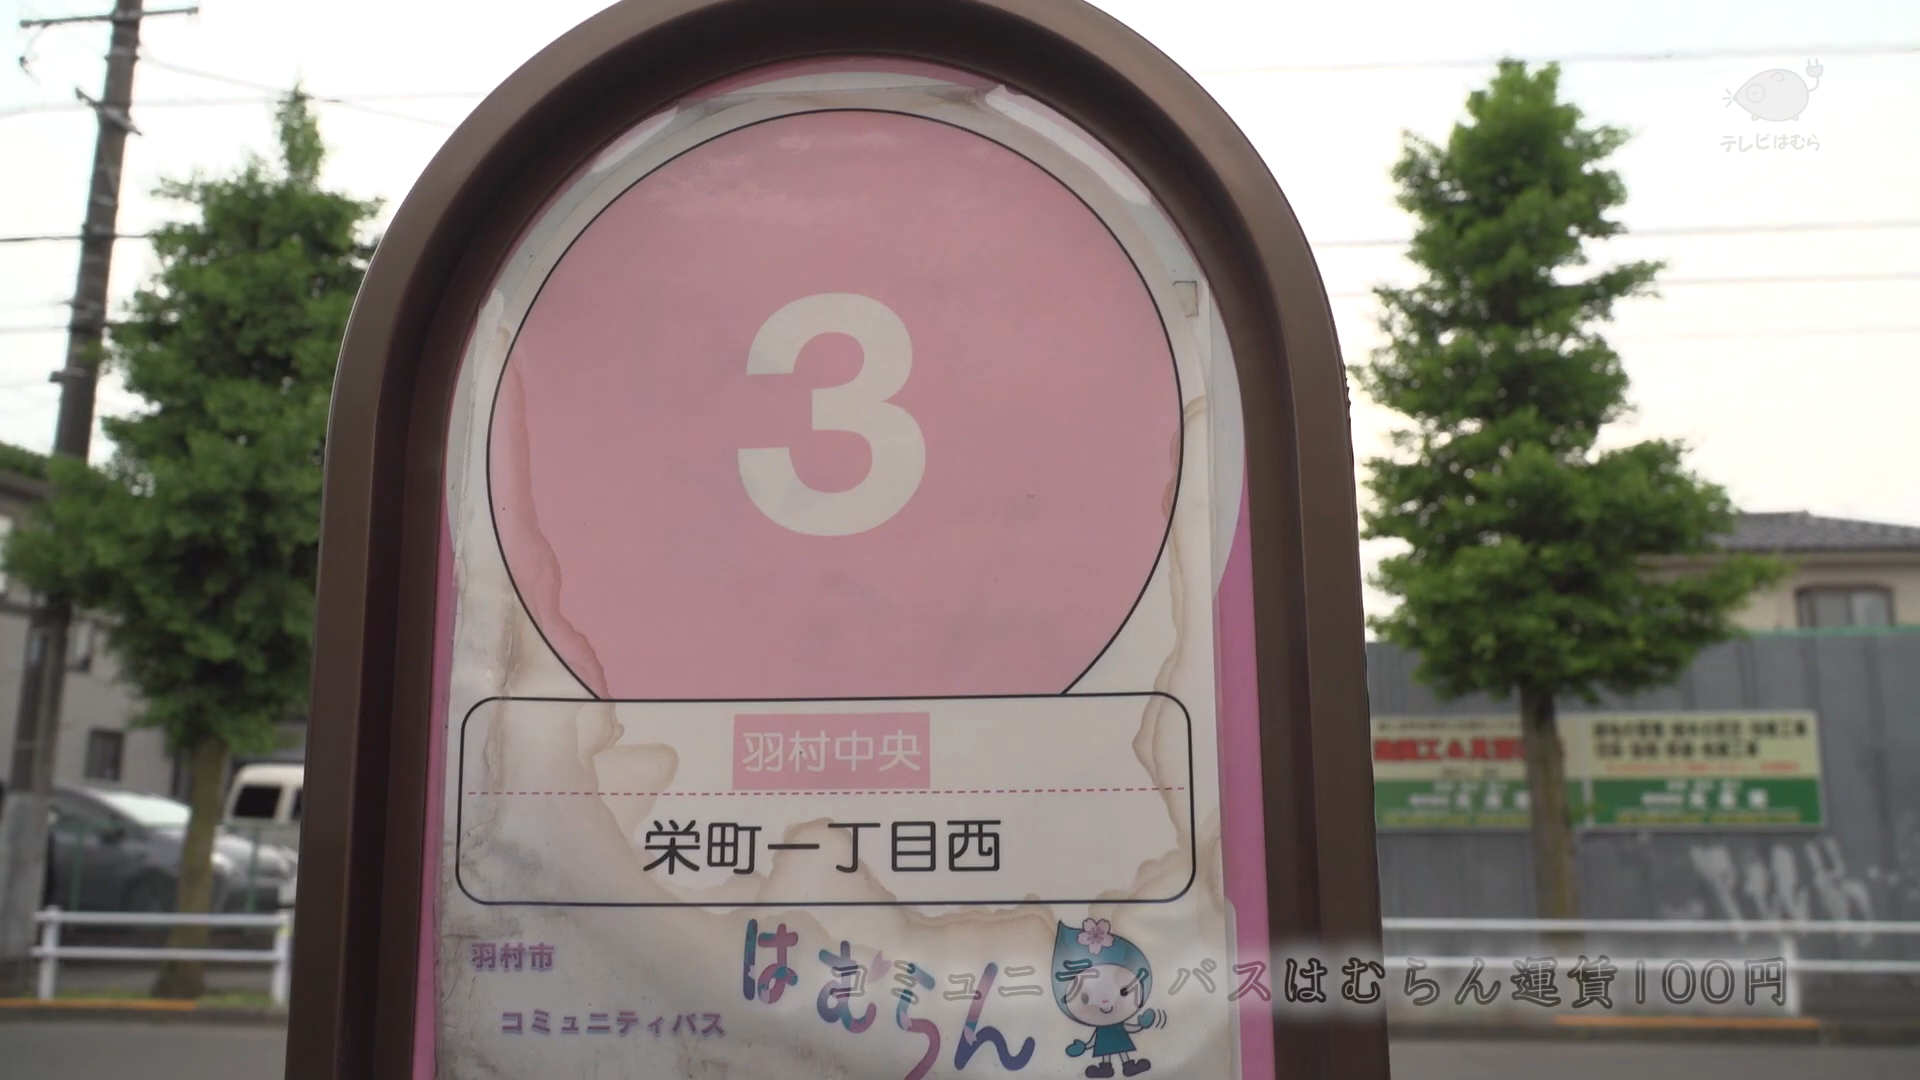 テレビはむら
3
羽村中央
栄町一丁目西
羽村市
コミュニティバス
はむらん
コミュニティバスはむらん運賃100円